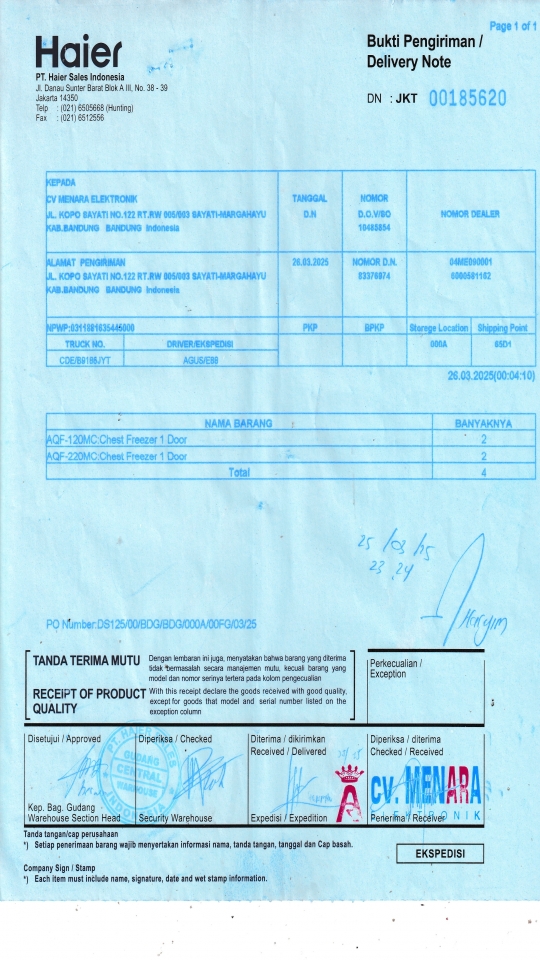 Page 1 of 1
Haier
Bukti Pengiriman /
Delivery Note
PT. Haier Sales Indonesia
Jl. Danau Sunter Barat Blok A III, No. 38 - 39
Jakarta 14350
Telp : (021) 6505668 (Hunting)
Fax : (021) 6512556
DN : JKT 00185620
KEPADA
CV MENARA ELEKTRONIK
JL. KOPO SAYATI NO.122 RT.RW 005/003 SAYATI-MARGAHAYU
KAB.BANDUNG BANDUNG Indonesia
TANGGAL
D.N
NOMOR
D.O.V/SO
10485854
NOMOR DEALER
ALAMAT PENGIRIMAN
JL. KOPO SAYATI NO.122 RT.RW 005/003 SAYATI-MARGAHAYU
KAB.BANDUNG BANDUNG Indonesia
26.03.2025
NOMOR D.N.
83376974
04ME090001
6000581162
NPWP:0311881635445000
PKP
BPKP
Storege Location
Shipping Point
TRUCK NO.
DRIVER/EKSPEDISI
000A
65D1
CDE/B9186JYT
AGUS/EBB
26.03.2025(00:04:10)
NAMA BARANG
BANYAKNYA
AQF-120MC:Chest Freezer 1 Door
2
AQF-220MC:Chest Freezer 1 Door
2
Total
4
25/03/25
23.24
PO Number:DS125/00/BDG/BDG/000A/00FG/03/25
TANDA TERIMA MUTU
Dengan lembaran ini juga, menyatakan bahwa barang yang diterima
tidak bermasalah secara manajemen mutu, kecuali barang yang
model dan nomor serinya tertera pada kolom pengecualian
RECEIPT OF PRODUCT
QUALITY
With this receipt declare the goods received with good quality,
except for goods that model and serial number listed on the
exception column
Perkecualian /
Exception
Disetujui / Approved
Diperiksa / Checked
Diterima / dikirimkan
Received / Delivered
Diperiksa / diterima
Checked / Received
PT. HAIER SALES
GUDANG
CENTRAL
WAREHOUSE
INDONESIA
A
CV. MENARA
Kep. Bag. Gudang
Warehouse Section Head
Security Warehouse
Expedisi / Expedition
Penerima / Receiver
ONIK
Tanda tangan/cap perusahaan
*) Setiap penerimaan barang wajib menyertakan informasi nama, tanda tangan, tanggal dan Cap basah.
EKSPEDISI
Company Sign / Stamp
*) Each item must include name, signature, date and wet stamp information.